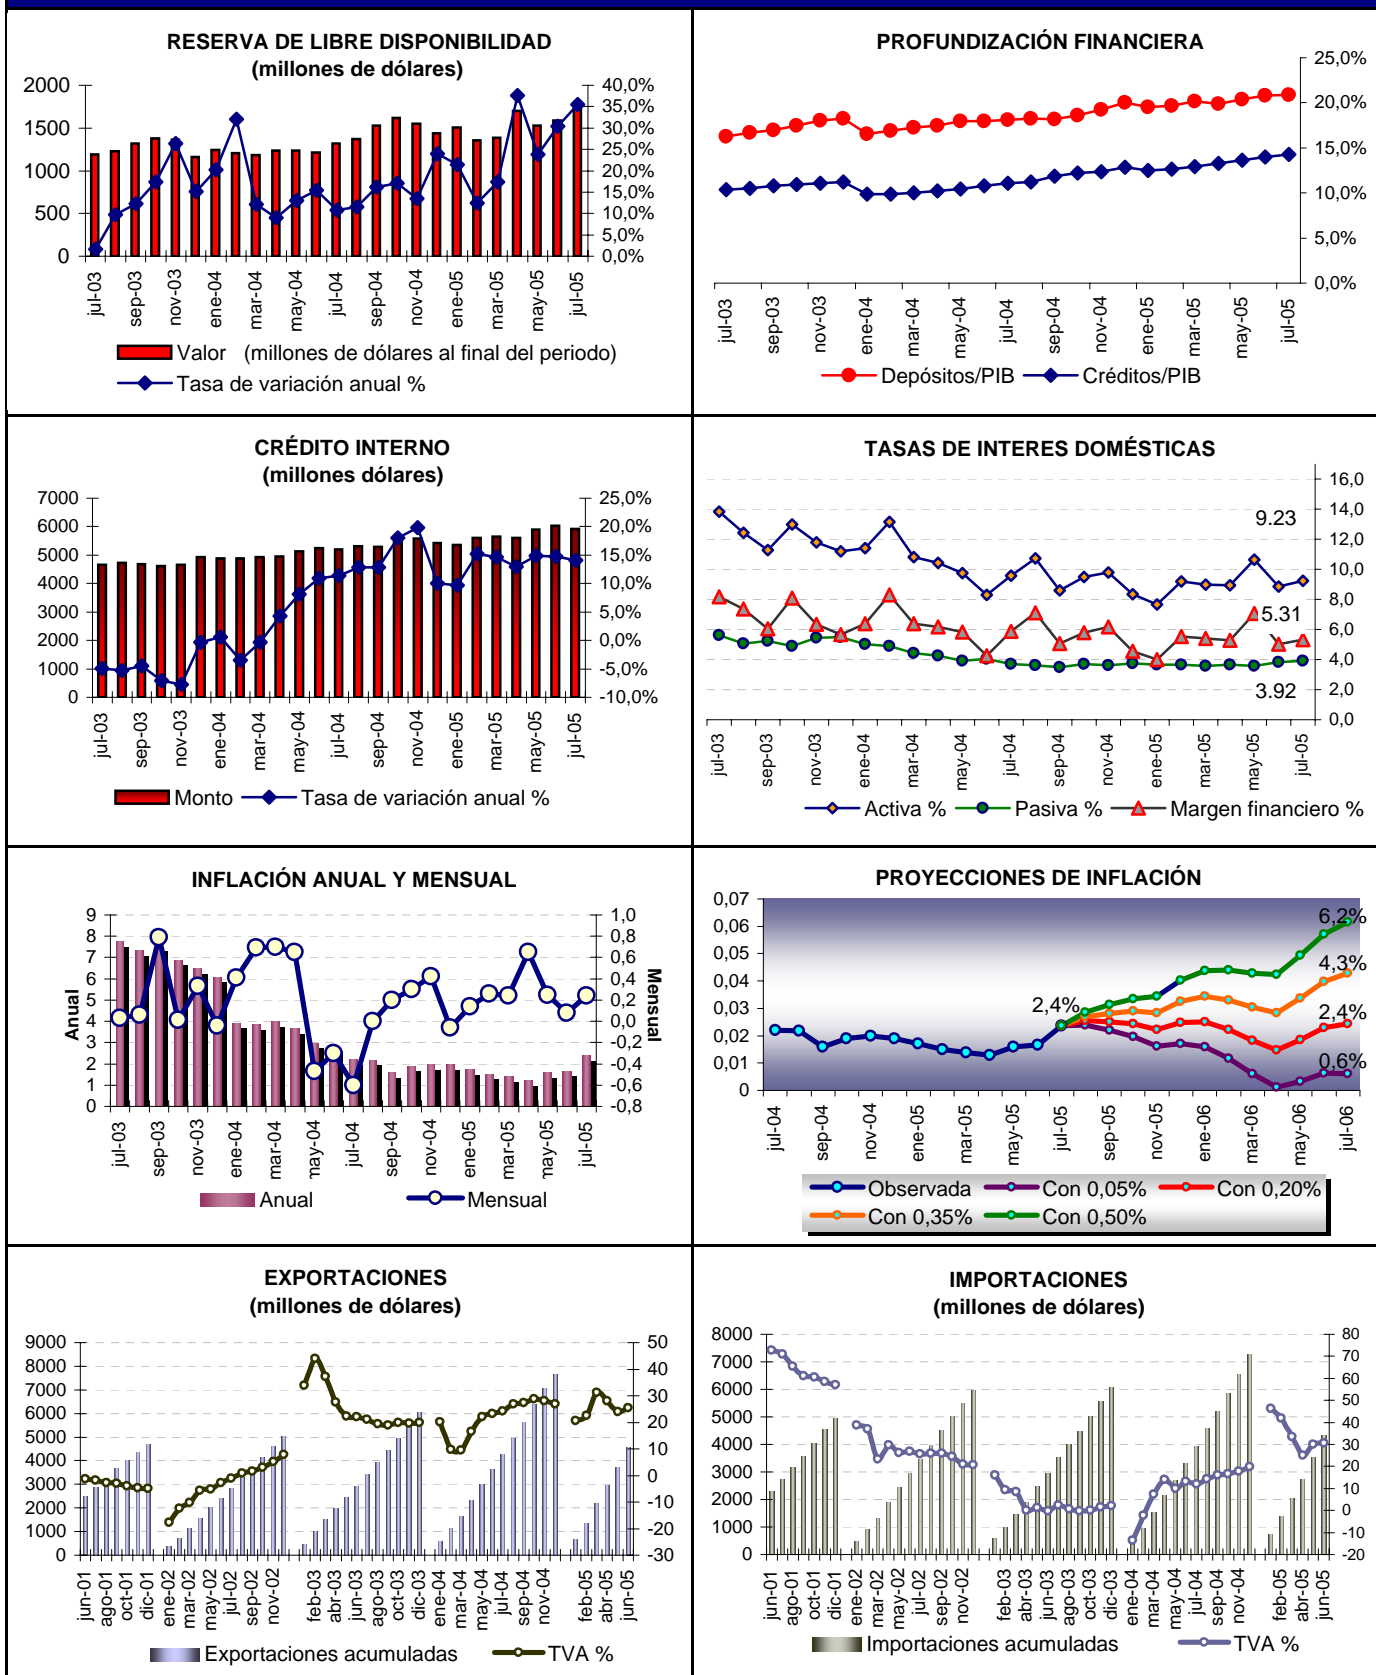 RESERVA DE LIBRE DISPONIBILIDAD
(millones de dólares)
2000
1500
1000
500
0
40,0%
35,0%
30,0%
25,0%
20,0%
15,0%
10,0%
5,0%
0,0%
jul-03
sep-03
nov-03
ene-04
mar-04
may-04
jul-04
sep-04
nov-04
ene-05
mar-05
may-05
jul-05
Valor (millones de dólares al final del periodo)
Tasa de variación anual %
PROFUNDIZACIÓN FINANCIERA
25,0%
20,0%
15,0%
10,0%
5,0%
0,0%
jul-03
sep-03
nov-03
ene-04
mar-04
may-04
jul-04
sep-04
nov-04
ene-05
mar-05
may-05
jul-05
Depósitos/PIB
Créditos/PIB
CRÉDITO INTERNO
(millones dólares)
7000
6000
5000
4000
3000
2000
1000
0
25,0%
20,0%
15,0%
10,0%
5,0%
0,0%
-5,0%
-10,0%
jul-03
sep-03
nov-03
ene-04
mar-04
may-04
jul-04
sep-04
nov-04
ene-05
mar-05
may-05
jul-05
Monto
Tasa de variación anual %
TASAS DE INTERES DOMÉSTICAS
16,0
14,0
12,0
10,0
8,0
6,0
4,0
2,0
0,0
9.23
5.31
3.92
jul-03
sep-03
nov-03
ene-04
mar-04
may-04
jul-04
sep-04
nov-04
ene-05
mar-05
may-05
jul-05
Activa %
Pasiva %
Margen financiero %
INFLACIÓN ANUAL Y MENSUAL
Anual
9
8
7
6
5
4
3
2
1
0
1,0
0,8
0,6
0,4
0,2
0,0
-0,2
-0,4
-0,6
-0,8
Mensual
jul-03
sep-03
nov-03
ene-04
mar-04
may-04
jul-04
sep-04
nov-04
ene-05
mar-05
may-05
jul-05
Anual
Mensual
PROYECCIONES DE INFLACIÓN
0,07
0,06
0,05
0,04
0,03
0,02
0,01
0
2,4%
6,2%
4,3%
2,4%
0,6%
jul-04
sep-04
nov-04
ene-05
mar-05
may-05
jul-05
sep-05
nov-05
ene-06
mar-06
may-06
jul-06
Observada
Con 0,05%
Con 0,20%
Con 0,35%
Con 0,50%
EXPORTACIONES
(millones de dólares)
9000
8000
7000
6000
5000
4000
3000
2000
1000
0
50
40
30
20
10
0
-10
-20
-30
jun-01
ago-01
oct-01
dic-01
ene-02
mar-02
may-02
jul-02
sep-02
nov-02
feb-03
abr-03
jun-03
ago-03
oct-03
dic-03
ene-04
mar-04
may-04
jul-04
sep-04
nov-04
feb-05
abr-05
jun-05
Exportaciones acumuladas
TVA %
IMPORTACIONES
(millones de dólares)
8000
7000
6000
5000
4000
3000
2000
1000
0
80
70
60
50
40
30
20
10
0
-10
-20
jun-01
ago-01
oct-01
dic-01
ene-02
mar-02
may-02
jul-02
sep-02
nov-02
feb-03
abr-03
jun-03
ago-03
oct-03
dic-03
ene-04
mar-04
may-04
jul-04
sep-04
nov-04
feb-05
abr-05
jun-05
Importaciones acumuladas
TVA %